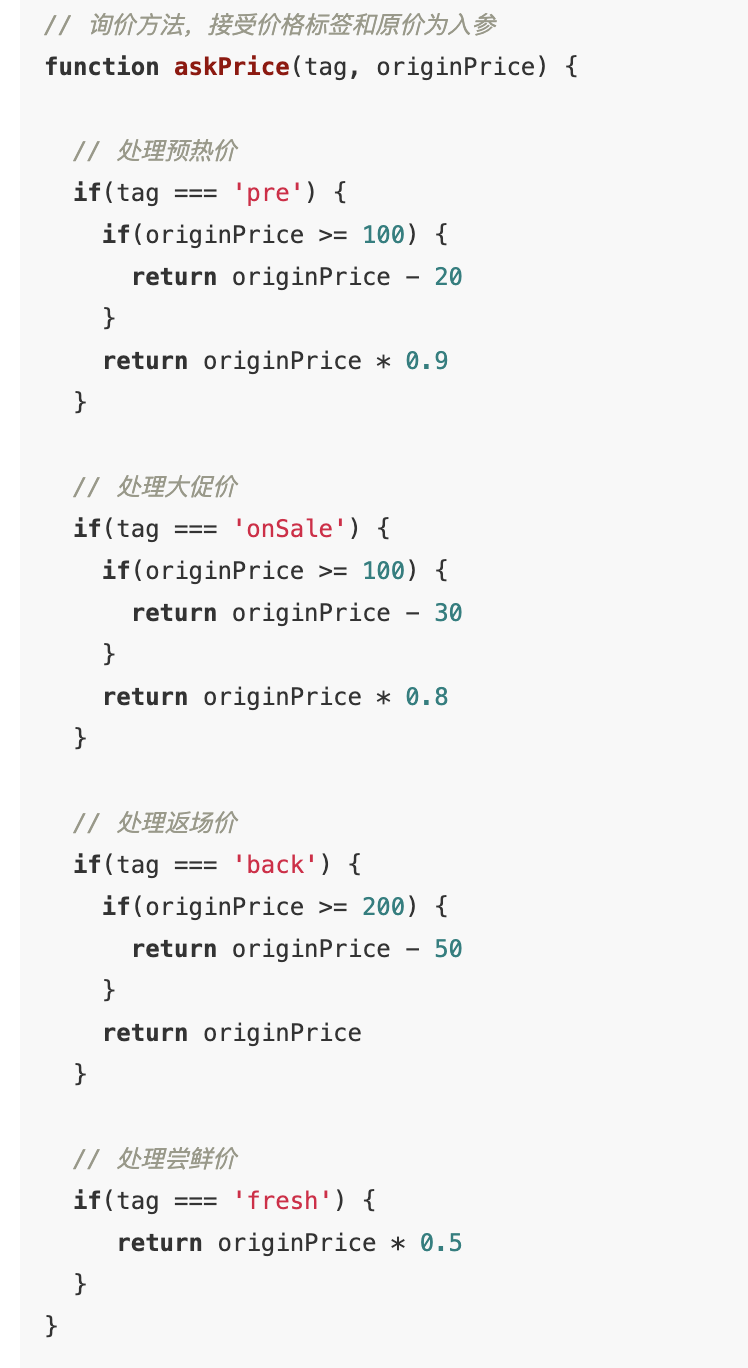 // 询价方法, 接受价格标签和原价为入参
function askPrice(tag, originPrice) {
  // 处理预热价
  if(tag === 'pre') {
    if(originPrice >= 100) {
      return originPrice - 20
    }
    return originPrice * 0.9
  }
  // 处理大促价
  if(tag === 'onSale') {
    if(originPrice >= 100) {
      return originPrice - 30
    }
    return originPrice * 0.8
  }
  // 处理返场价
  if(tag === 'back') {
    if(originPrice >= 200) {
      return originPrice - 50
    }
    return originPrice
  }
  // 处理尝鲜价
  if(tag === 'fresh') {
     return originPrice * 0.5
  }
}